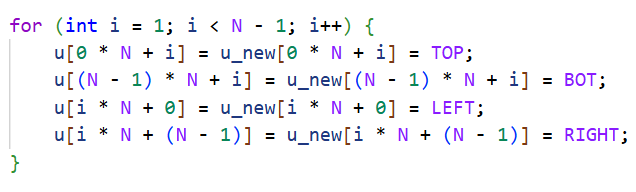 for (int i = 1; i < N - 1; i++) {
    u[0 * N + i] = u_new[0 * N + i] = TOP;
    u[(N - 1) * N + i] = u_new[(N - 1) * N + i] = BOT;
    u[i * N + 0] = u_new[i * N + 0] = LEFT;
    u[i * N + (N - 1)] = u_new[i * N + (N - 1)] = RIGHT;
}